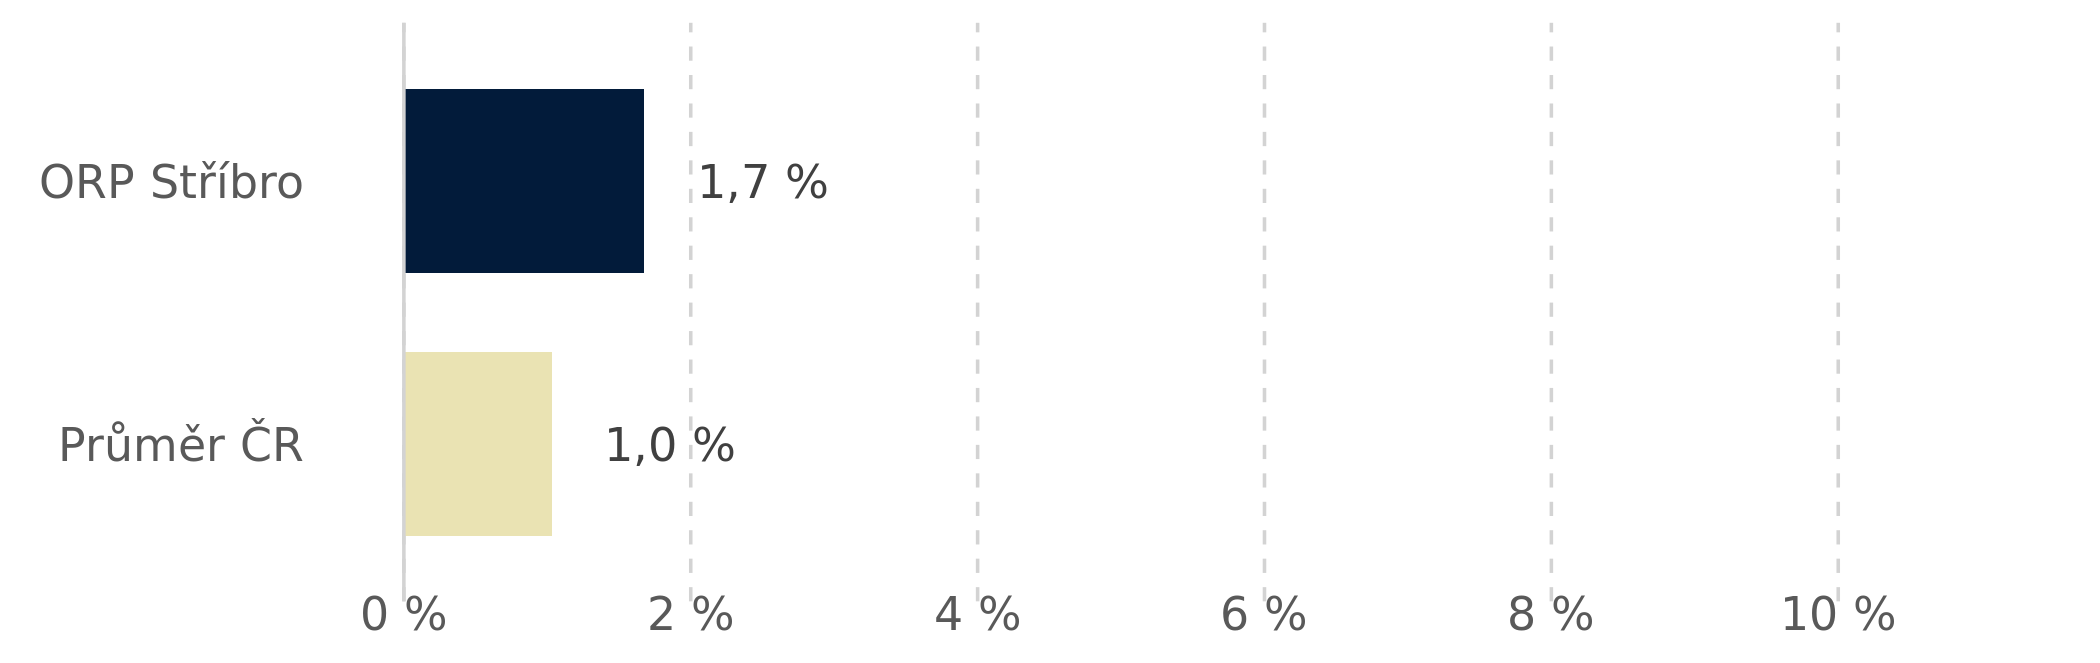 ORP Stříbro 1,7 %
Průměr ČR 1,0 %
0 % 2 % 4 % 6 % 8 % 10 %